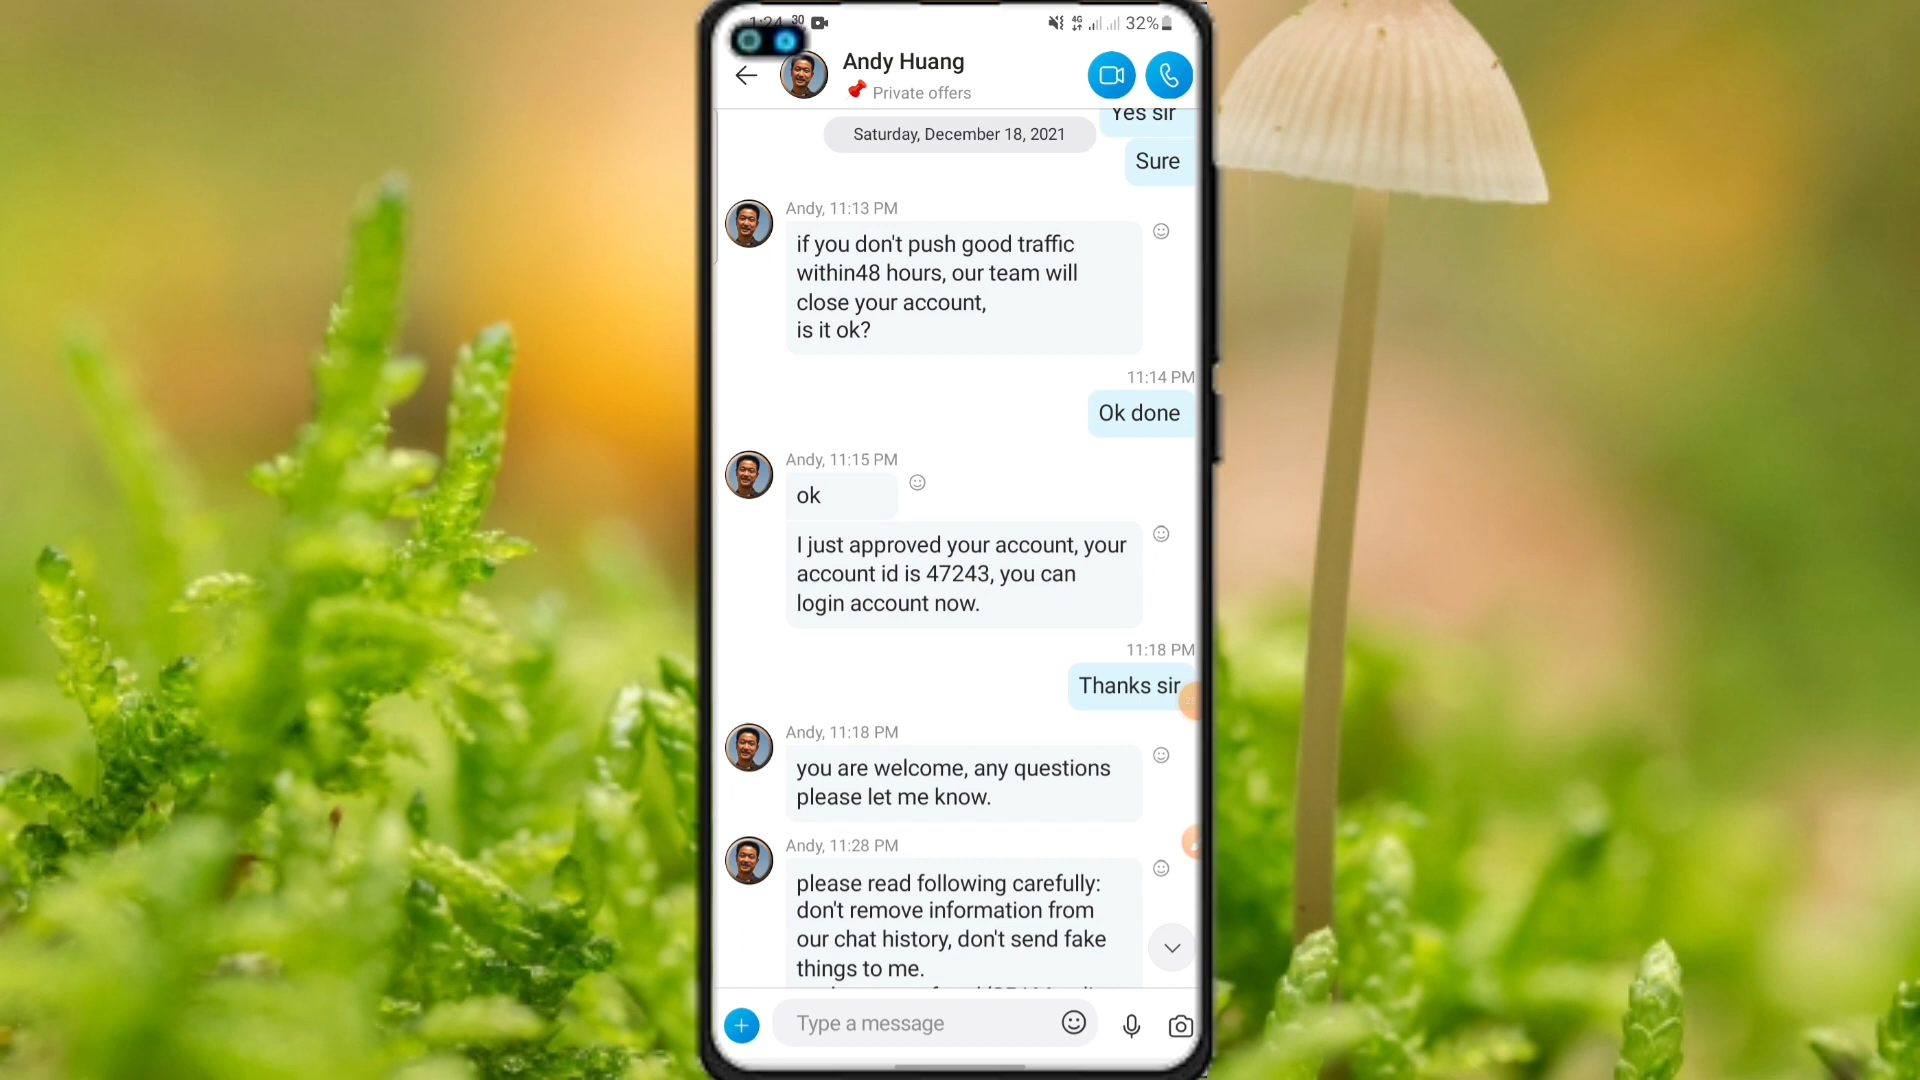 1:24 30
4G 32%
Andy Huang
Private offers
Yes sir
Saturday, December 18, 2021
Sure
Andy, 11:13 PM
if you don't push good traffic
within48 hours, our team will
close your account,
is it ok?
11:14 PM
Ok done
Andy, 11:15 PM
ok
I just approved your account, your
account id is 47243, you can
login account now.
11:18 PM
Thanks sir
Andy, 11:18 PM
you are welcome, any questions
please let me know.
Andy, 11:28 PM
please read following carefully:
don't remove information from
our chat history, don't send fake
things to me.
Type a message